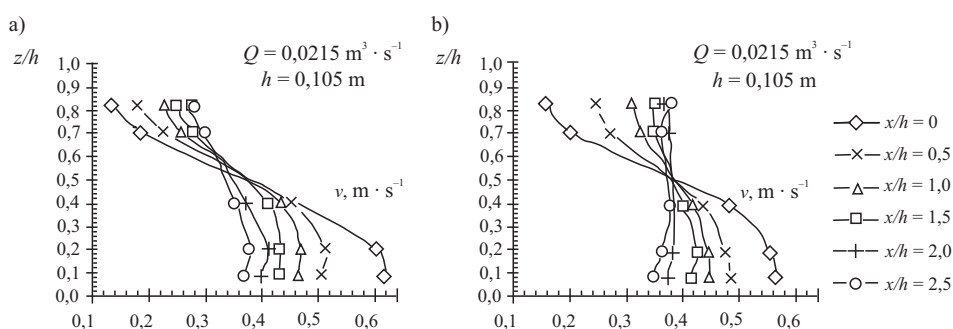 a)
z/h
Q = 0,0215 m³ · s⁻¹
h = 0,105 m
1,0
0,9
0,8
0,7
0,6
0,5
0,4
0,3
0,2
0,1
0,0
v, m · s⁻¹
0,1 0,2 0,3 0,4 0,5 0,6
b)
z/h
Q = 0,0215 m³ · s⁻¹
h = 0,105 m
1,0
0,9
0,8
0,7
0,6
0,5
0,4
0,3
0,2
0,1
0,0
v, m · s⁻¹
0,1 0,2 0,3 0,4 0,5 0,6
x/h = 0
x/h = 0,5
x/h = 1,0
x/h = 1,5
x/h = 2,0
x/h = 2,5